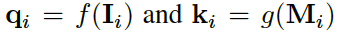 qᵢ = f(Iᵢ) and kᵢ = g(Mᵢ)